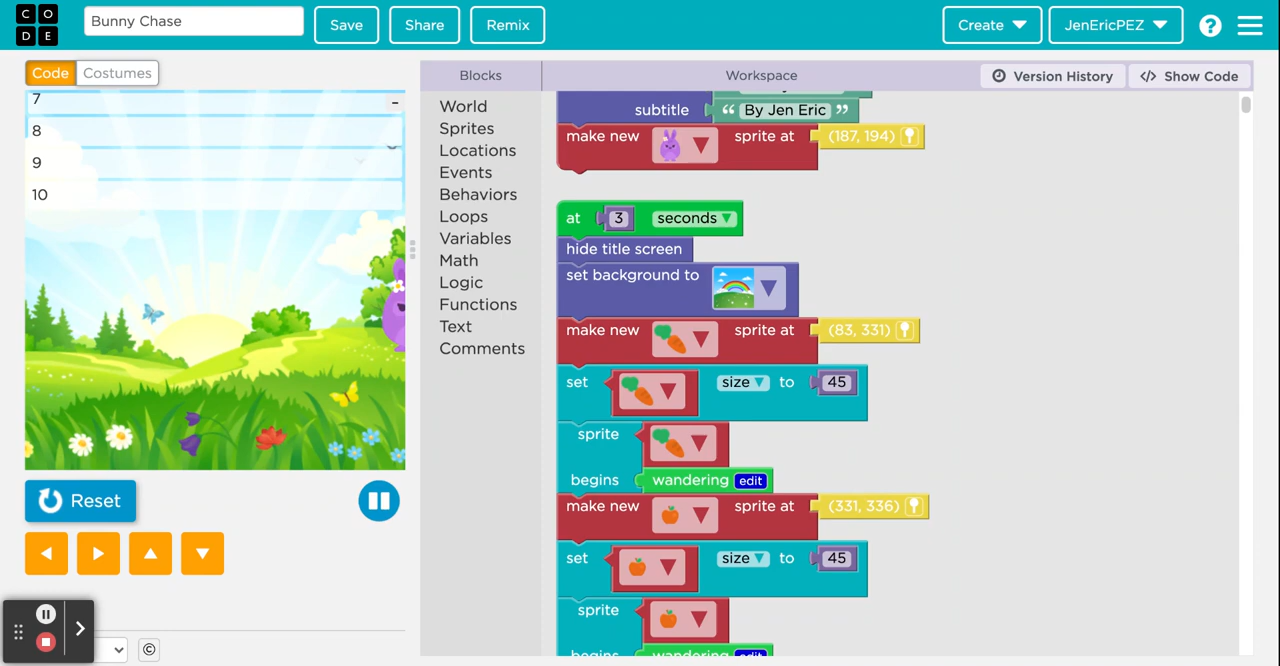 C O
D E
Bunny Chase
Save
Share
Remix
Create
JenEricPEZ
?
Code
Costumes
7
8
9
10
Reset
©
Blocks
Workspace
Version History
</> Show Code
World
Sprites
Locations
Events
Behaviors
Loops
Variables
Math
Logic
Functions
Text
Comments
subtitle “ By Jen Eric ”
make new sprite at (187, 194)
at 3 seconds
hide title screen
set background to
make new sprite at (83, 331)
set size to 45
sprite
begins wandering edit
make new sprite at (331, 336)
set size to 45
sprite
begins wandering edit